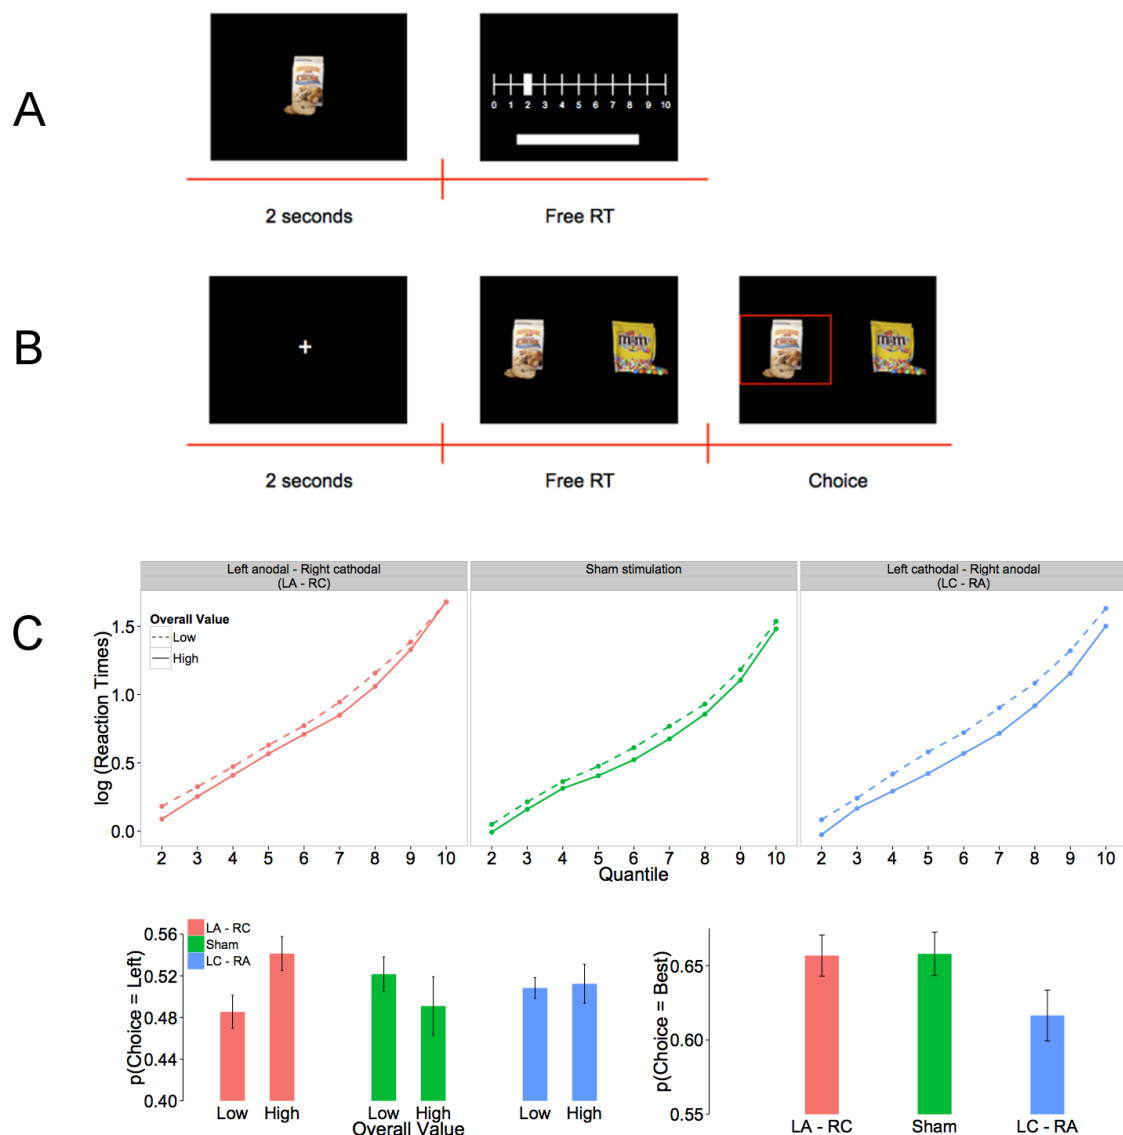 A
0 1 2 3 4 5 6 7 8 9 10
2 seconds
Free RT
B
+
m&m's
m&m's
2 seconds
Free RT
Choice
C
Left anodal - Right cathodal
(LA - RC)
Sham stimulation
Left cathodal - Right anodal
(LC - RA)
Overall Value
Low
High
log (Reaction Times)
1.5
1.0
0.5
0.0
2 3 4 5 6 7 8 9 10
2 3 4 5 6 7 8 9 10
2 3 4 5 6 7 8 9 10
Quantile
LA - RC
Sham
LC - RA
p(Choice = Left)
0.56
0.52
0.48
0.44
0.40
Low High
Low High
Low High
Overall Value
p(Choice = Best)
0.65
0.60
0.55
LA - RC
Sham
LC - RA